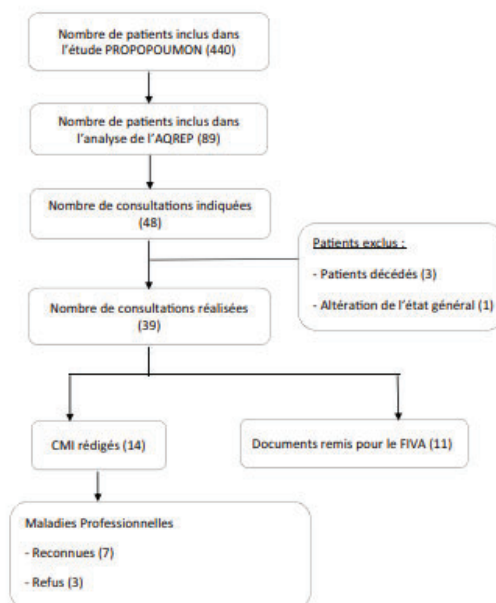 Nombre de patients inclus dans
l'étude PROPOPOUMON (440)
Nombre de patients inclus dans
l'analyse de l'AQREP (89)
Nombre de consultations indiquées
(48)
Patients exclus :
- Patients décédés (3)
- Altération de l'état général (1)
Nombre de consultations réalisées
(39)
CMI rédigés (14)
Documents remis pour le FIVA (11)
Maladies Professionnelles
- Reconnues (7)
- Refus (3)